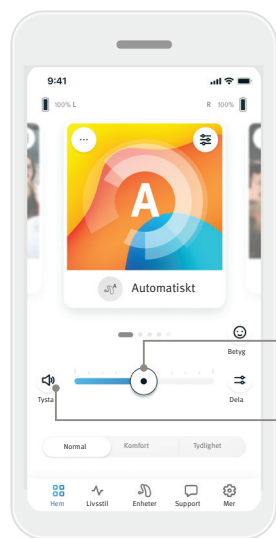 9:41
100% L
R 100%
A
Automatiskt
Betyg
Tysta
Dela
Normal Komfort Tydlighet
Hem Livsstil Enheter Support Mer